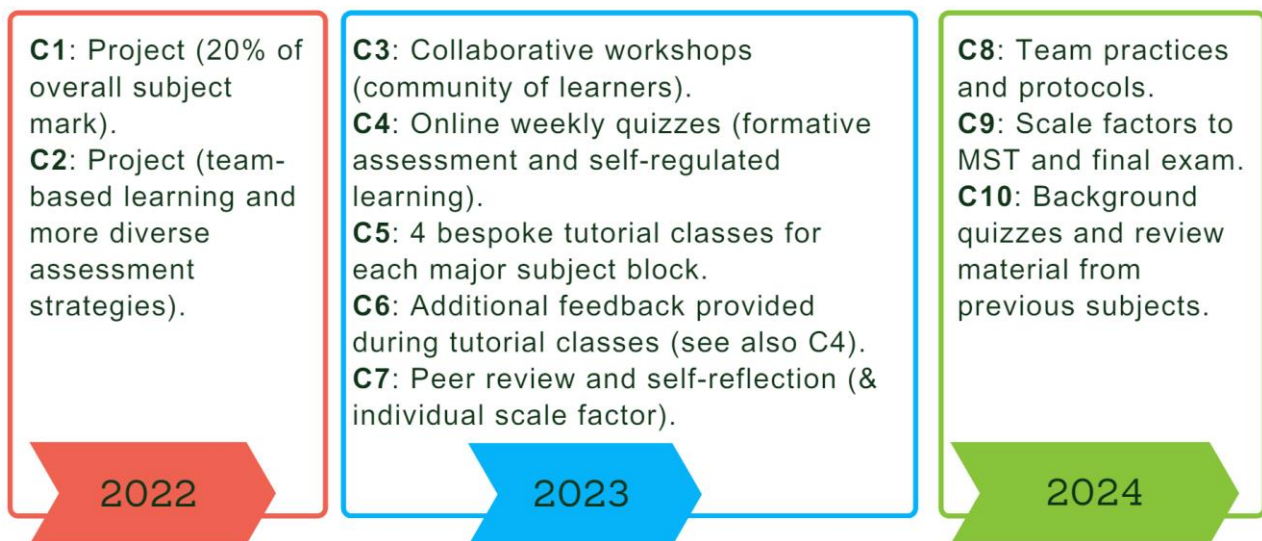 C1: Project (20% of
overall subject
mark).
C2: Project (team-
based learning and
more diverse
assessment
strategies).
2022
C3: Collaborative workshops
(community of learners).
C4: Online weekly quizzes (formative
assessment and self-regulated
learning).
C5: 4 bespoke tutorial classes for
each major subject block.
C6: Additional feedback provided
during tutorial classes (see also C4).
C7: Peer review and self-reflection (&
individual scale factor).
2023
C8: Team practices
and protocols.
C9: Scale factors to
MST and final exam.
C10: Background
quizzes and review
material from
previous subjects.
2024